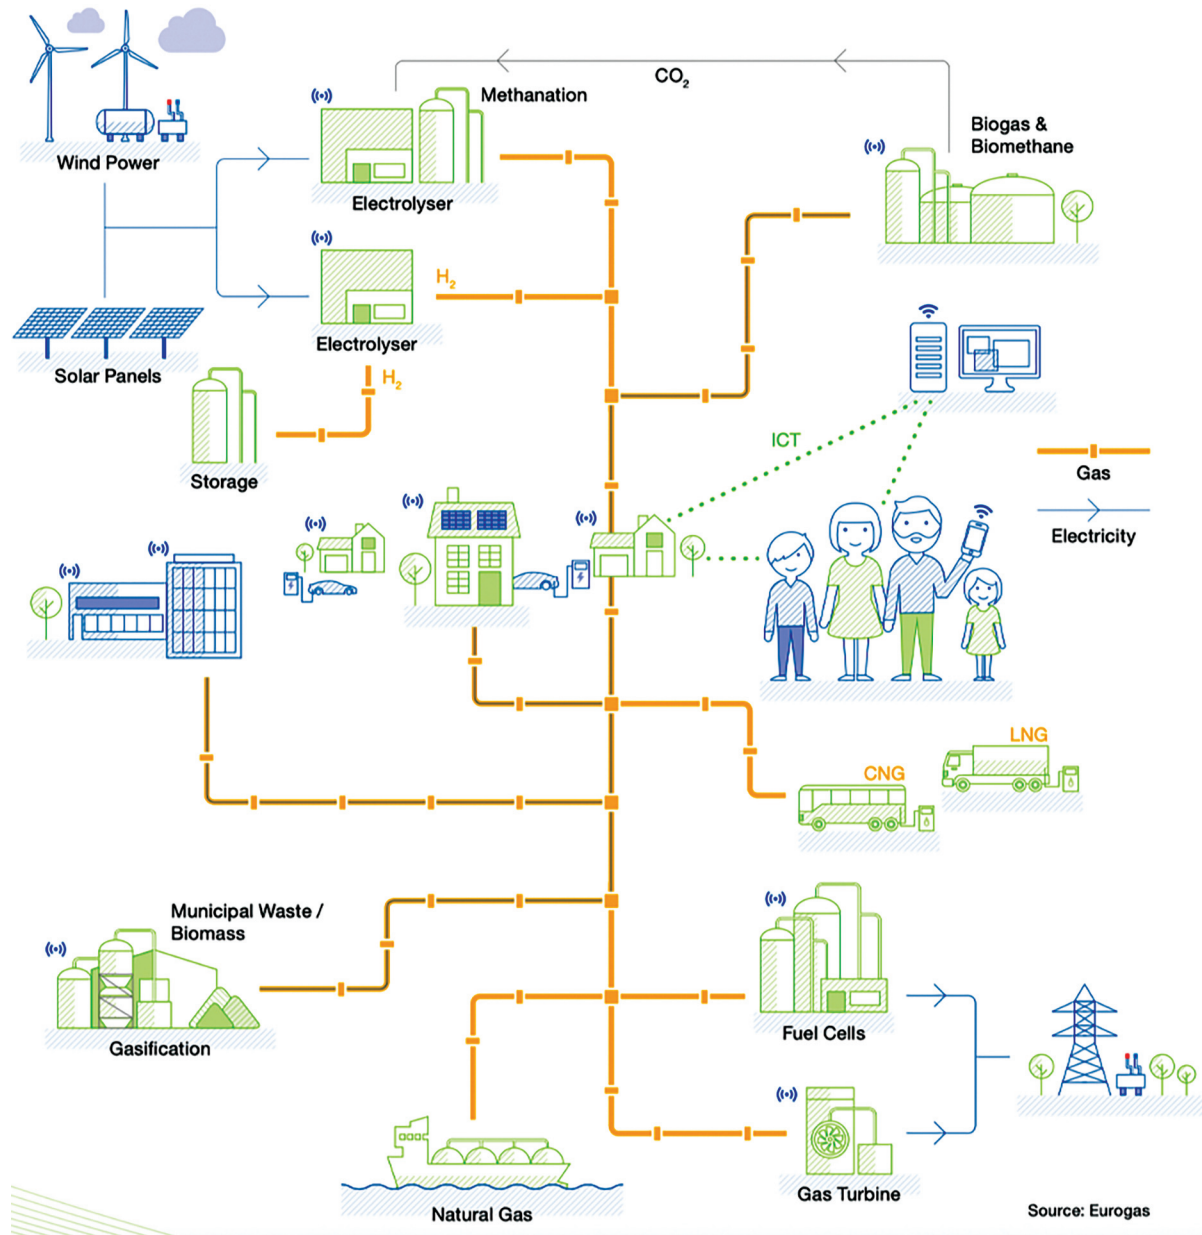 CO₂
Methanation
Biogas &
Biomethane
Wind Power
Electrolyser
H₂
Electrolyser
Solar Panels
H₂
Storage
ICT
Gas
Electricity
LNG
CNG
Municipal Waste /
Biomass
Gasification
Fuel Cells
Gas Turbine
Natural Gas
Source: Eurogas